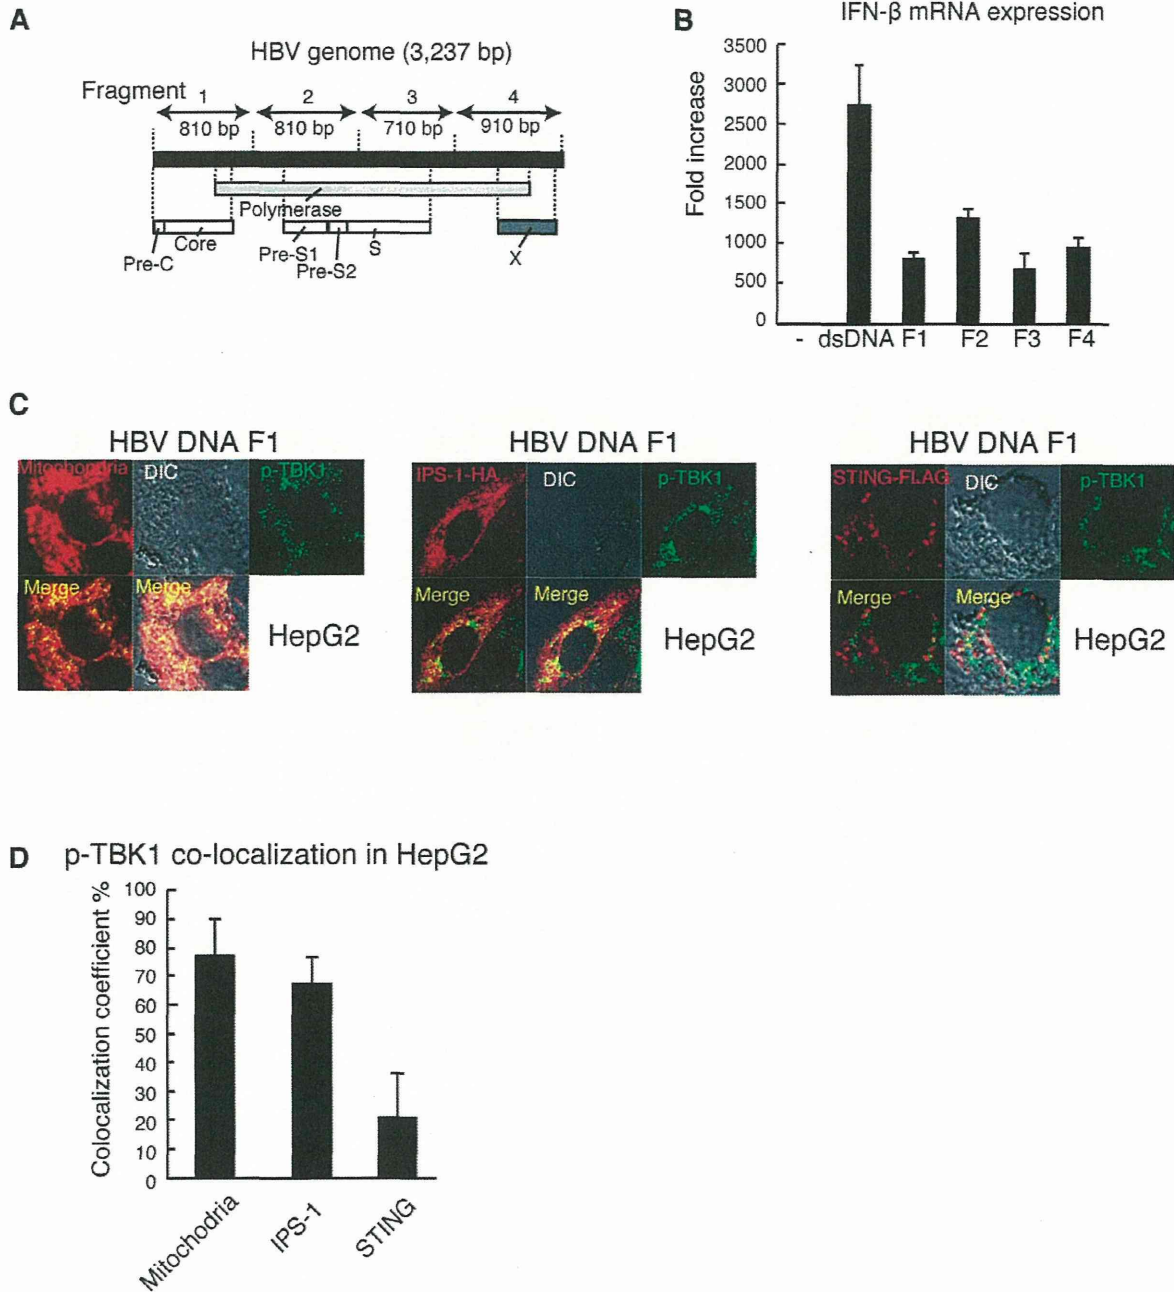 A
HBV genome (3,237 bp)
Fragment 1 2 3 4
810 bp 810 bp 710 bp 910 bp
Polymerase
Pre-C Core Pre-S1 Pre-S2 S X
B
IFN-β mRNA expression
Fold increase
3500
3000
2500
2000
1500
1000
500
0
- dsDNA F1 F2 F3 F4
C
HBV DNA F1
Mitochondria DIC p-TBK1
Merge Merge
HepG2
HBV DNA F1
IPS-1-HA DIC p-TBK1
Merge Merge
HepG2
HBV DNA F1
STING-FLAG DIC p-TBK1
Merge Merge
HepG2
D
p-TBK1 co-localization in HepG2
Colocalization coefficient %
100
90
80
70
60
50
40
30
20
10
0
Mitochodria
IPS-1
STING